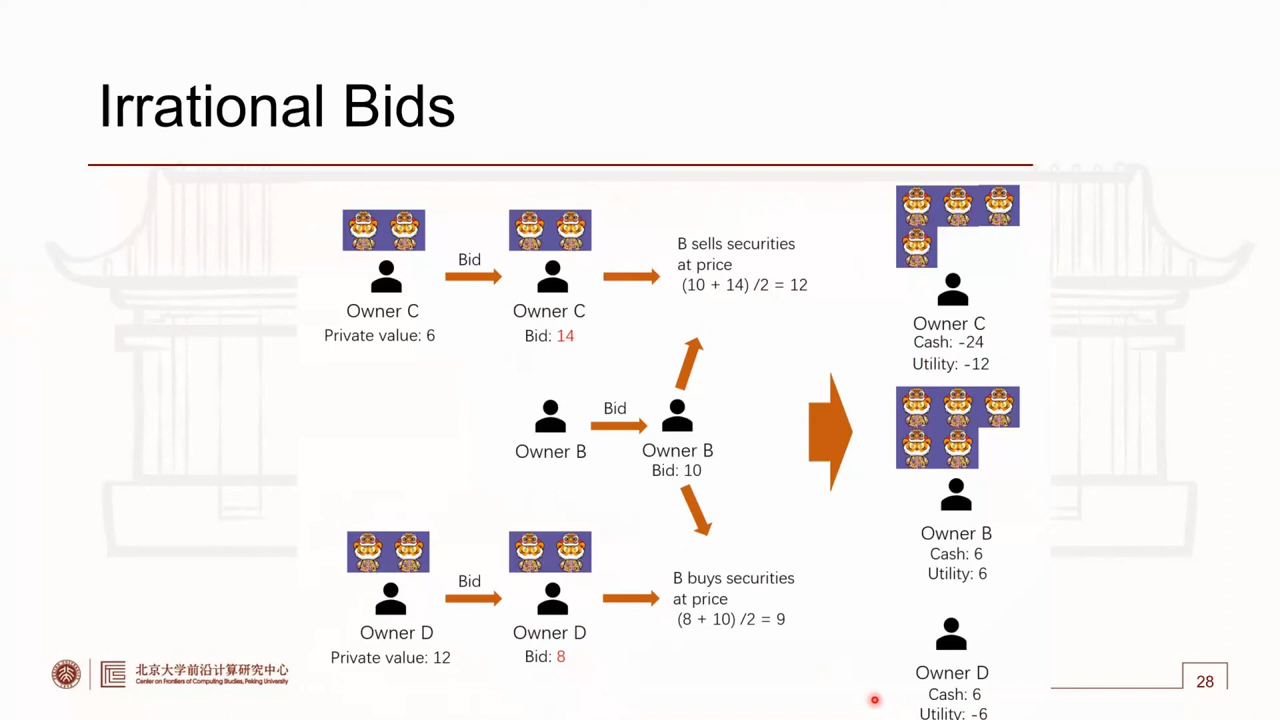 Irrational Bids
Bid
Owner C
Private value: 6
Owner C
Bid: 14
B sells securities
at price
(10 + 14) /2 = 12
Owner C
Cash: -24
Utility: -12
Owner B
Bid
Owner B
Bid: 10
Owner B
Cash: 6
Utility: 6
Bid
Owner D
Private value: 12
Owner D
Bid: 8
B buys securities
at price
(8 + 10) /2 = 9
Owner D
Cash: 6
Utility: -6
北京大学前沿计算研究中心
Center on Frontiers of Computing Studies, Peking University
28